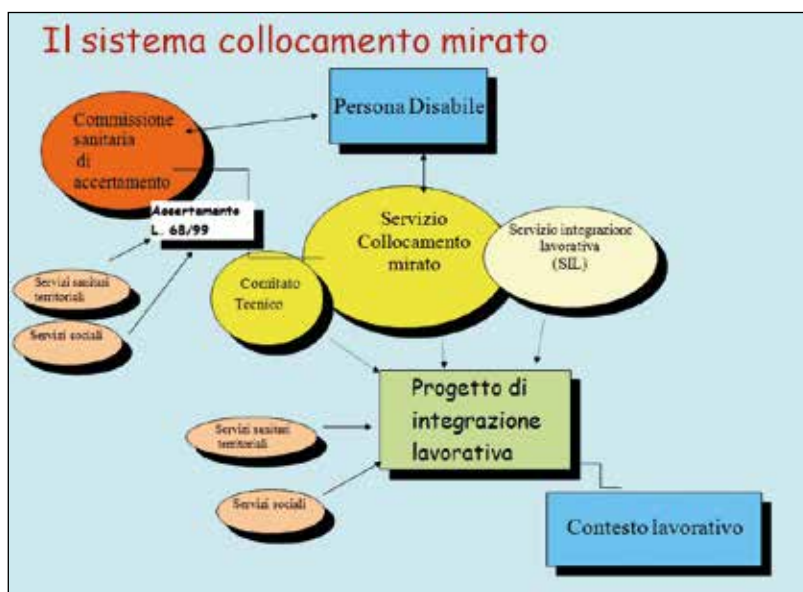 Il sistema collocamento mirato
Persona Disabile
Commissione
sanitaria
di
accertamento
Accertamento
L. 68/99
Servizio
Collocamento
mirato
Servizio integrazione
lavorativa
(SIL)
Comitato
Tecnico
Servizi sanitari
territoriali
Servizi sociali
Progetto di
integrazione
lavorativa
Servizi sanitari
territoriali
Servizi sociali
Contesto lavorativo